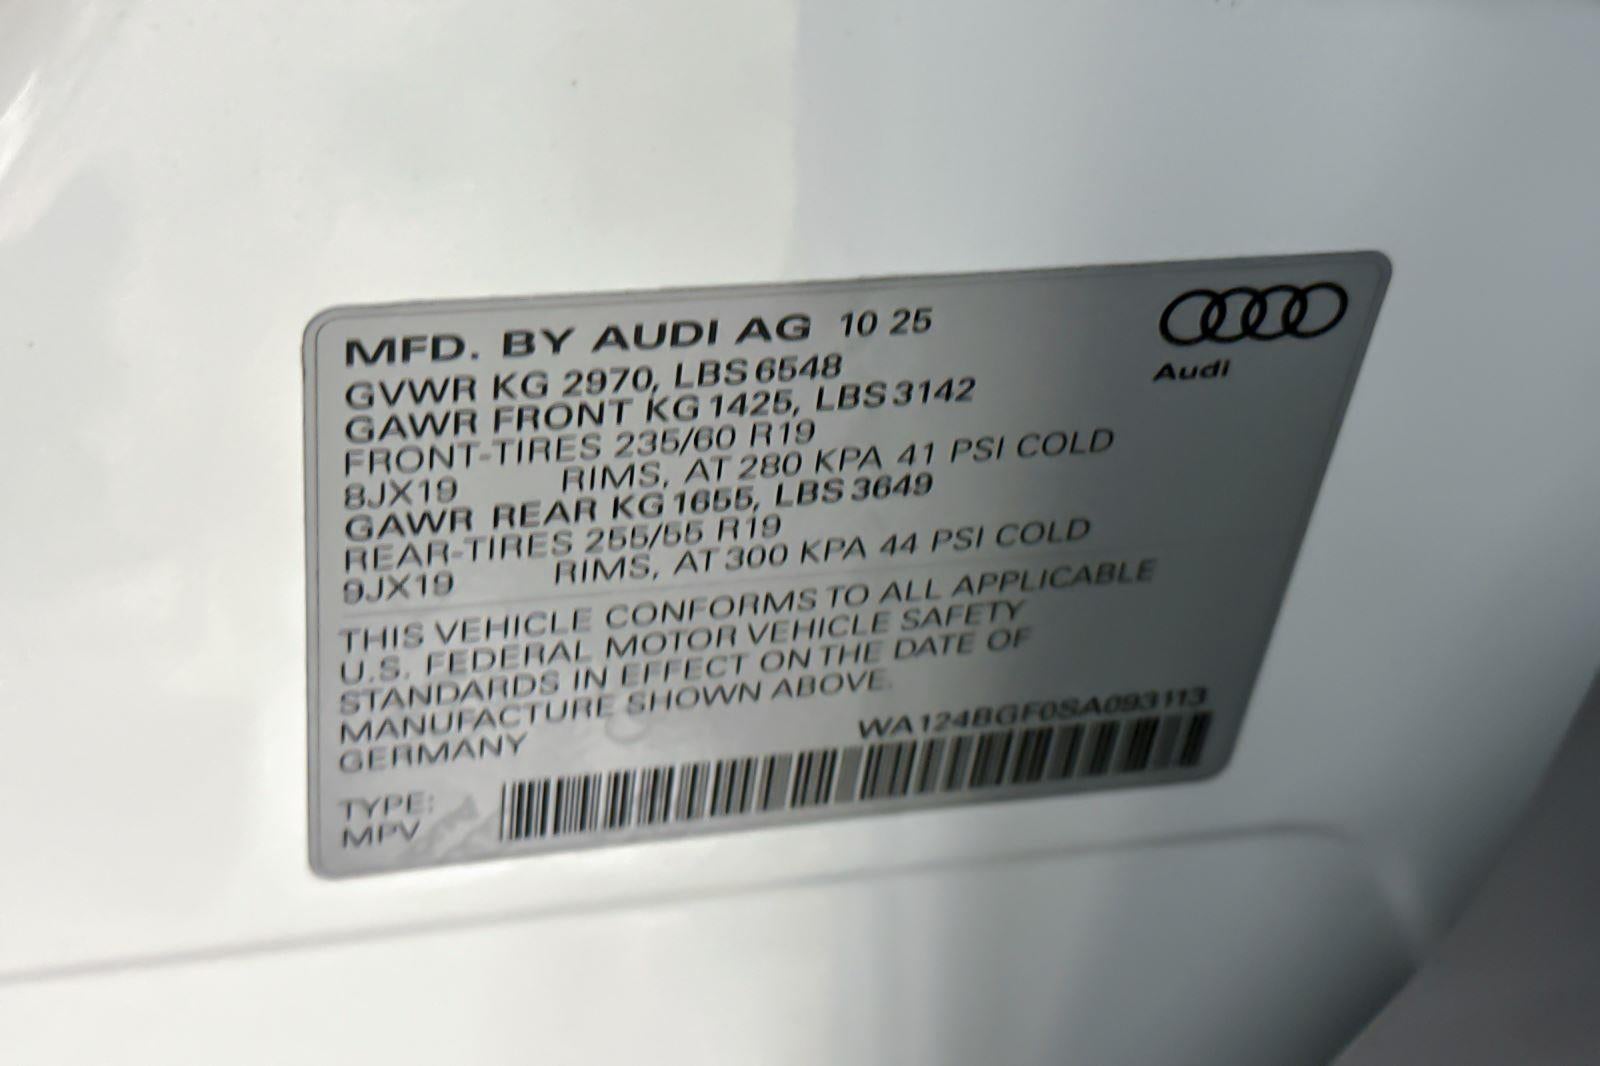 MFD. BY AUDI AG 10 25
GVWR KG 2970, LBS 6548
GAWR FRONT KG 1425, LBS 3142
FRONT-TIRES 235/60 R19
8JX19 RIMS, AT 280 KPA 41 PSI COLD
GAWR REAR KG 1655, LBS 3649
REAR-TIRES 255/55 R19
9JX19 RIMS, AT 300 KPA 44 PSI COLD
THIS VEHICLE CONFORMS TO ALL APPLICABLE
U.S. FEDERAL MOTOR VEHICLE SAFETY
STANDARDS IN EFFECT ON THE DATE OF
MANUFACTURE SHOWN ABOVE.
GERMANY
WA124BGF0SA093113
TYPE:
MPV
Audi